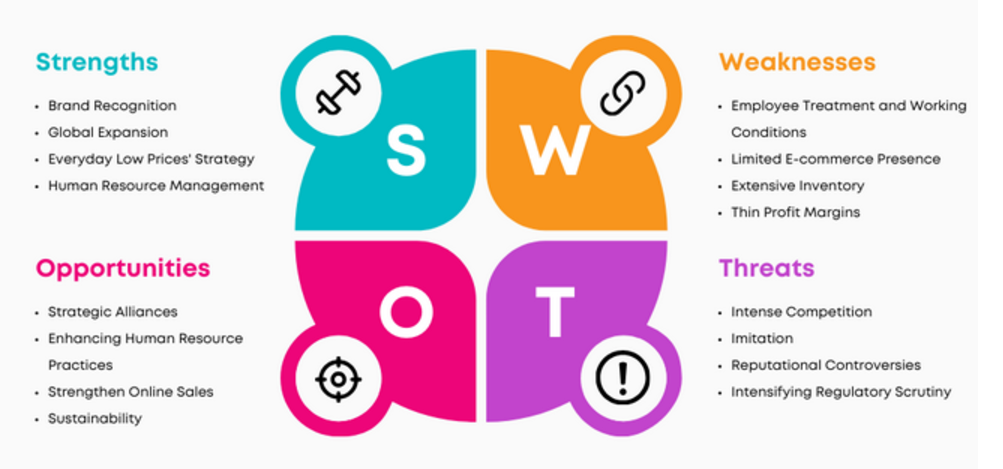 Strengths
• Brand Recognition
• Global Expansion
• Everyday Low Prices' Strategy
• Human Resource Management
S
W
Weaknesses
• Employee Treatment and Working
Conditions
• Limited E-commerce Presence
• Extensive Inventory
• Thin Profit Margins
Opportunities
• Strategic Alliances
• Enhancing Human Resource
Practices
• Strengthen Online Sales
• Sustainability
O
T
Threats
• Intense Competition
• Imitation
• Reputational Controversies
• Intensifying Regulatory Scrutiny